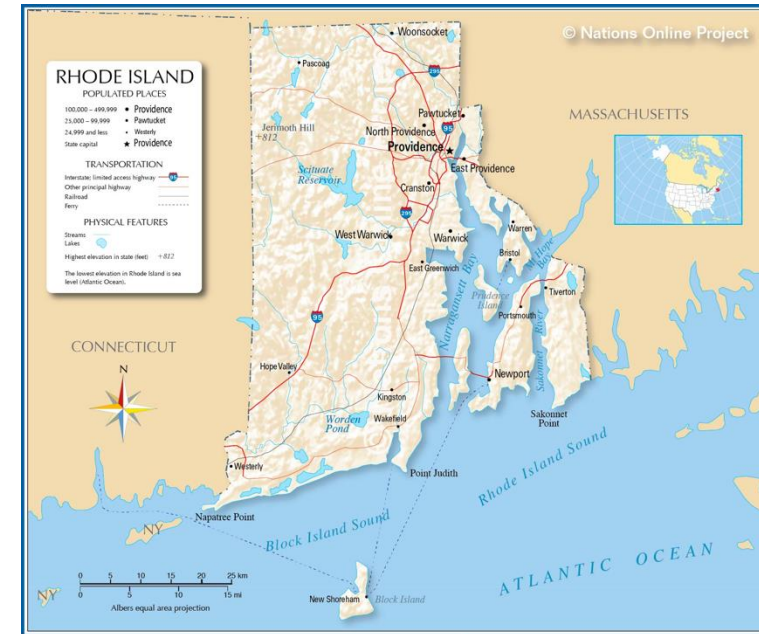 © Nations Online Project
RHODE ISLAND
POPULATED PLACES
100,000 – 499,999 • Providence
25,000 – 99,999 • Pawtucket
24,999 and less • Westerly
State capital ★ Providence
TRANSPORTATION
Interstate; limited access highway 95
Other principal highway
Railroad
Ferry
PHYSICAL FEATURES
Streams
Lakes
Highest elevation in state (feet) +812
The lowest elevation in Rhode Island is sea
level (Atlantic Ocean).
Woonsocket
Pascoag
295
MASSACHUSETTS
Pawtucket
Jerimoth Hill
+812
North Providence
95
Providence
East Providence
Scituate
Reservoir
Cranston
295
West Warwick
Warwick
Warren
Bristol
Mt Hope
Bay
East Greenwich
Narragansett Bay
Prudence
Island
Tiverton
Portsmouth
95
Sakonnet River
CONNECTICUT
N
Hope Valley
Newport
Kingston
Sakonnet
Point
Worden
Pond
Wakefield
Westerly
Point Judith
Rhode Island Sound
Napatree Point
NY
Block Island Sound
ATLANTIC OCEAN
0 5 10 15 20 25 km
0 5 10 15 mi
Albers equal area projection
NY
New Shoreham
Block Island